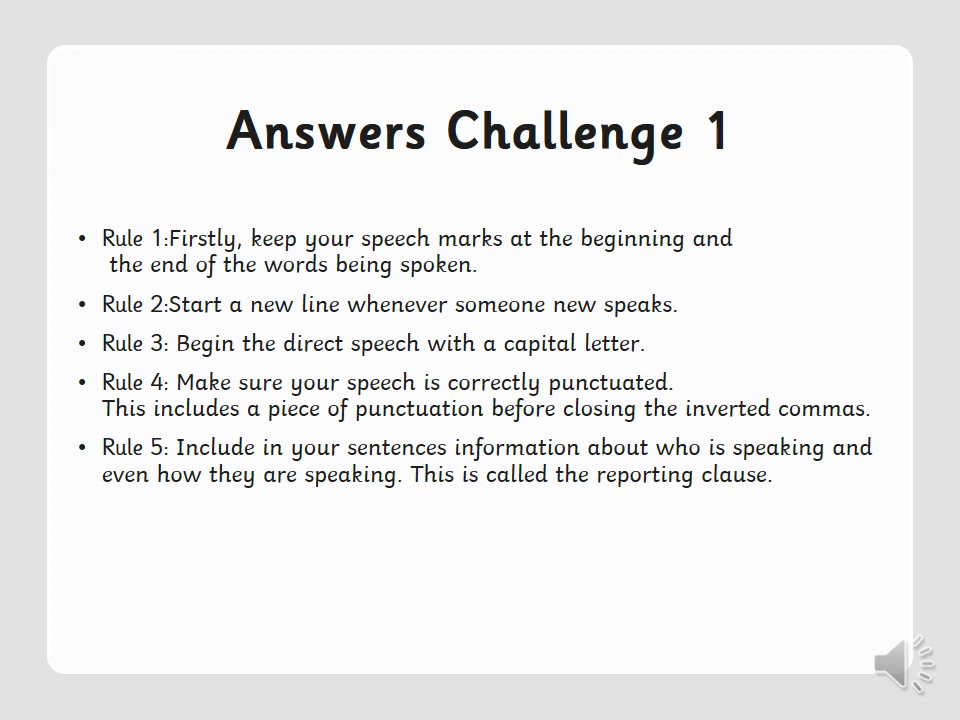 Answers Challenge 1
• Rule 1:Firstly, keep your speech marks at the beginning and
the end of the words being spoken.
• Rule 2:Start a new line whenever someone new speaks.
• Rule 3: Begin the direct speech with a capital letter.
• Rule 4: Make sure your speech is correctly punctuated.
This includes a piece of punctuation before closing the inverted commas.
• Rule 5: Include in your sentences information about who is speaking and
even how they are speaking. This is called the reporting clause.